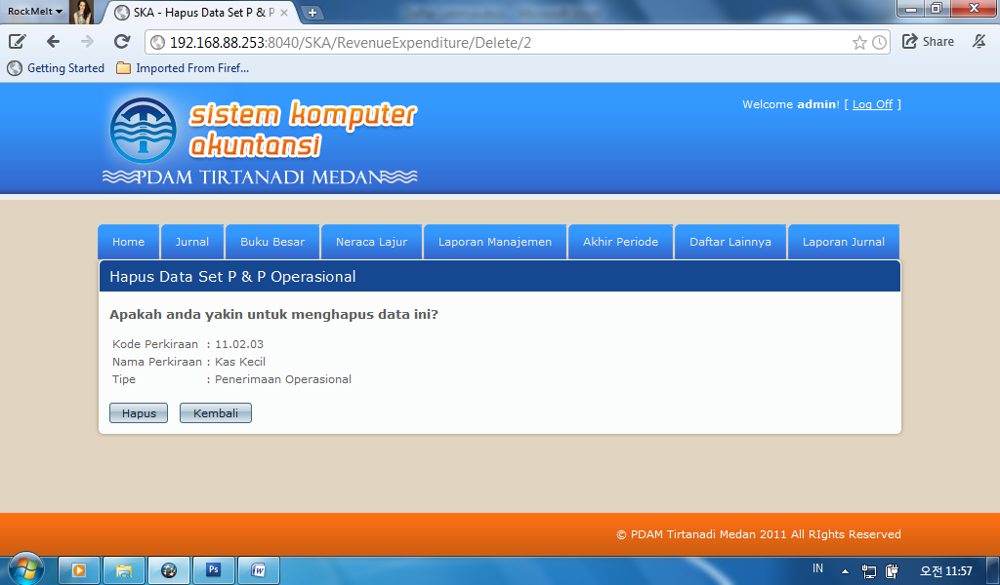 RockMelt
SKA - Hapus Data Set P & P
192.168.88.253:8040/SKA/RevenueExpenditure/Delete/2
Share
Getting Started
Imported From Firef...
sistem komputer
akuntansi
PDAM TIRTANADI MEDAN
Welcome admin! [ Log Off ]
Home
Jurnal
Buku Besar
Neraca Lajur
Laporan Manajemen
Akhir Periode
Daftar Lainnya
Laporan Jurnal
Hapus Data Set P & P Operasional
Apakah anda yakin untuk menghapus data ini?
Kode Perkiraan : 11.02.03
Nama Perkiraan : Kas Kecil
Tipe : Penerimaan Operasional
Hapus
Kembali
© PDAM Tirtanadi Medan 2011 All RIghts Reserved
Ps
W
IN
오전 11:57